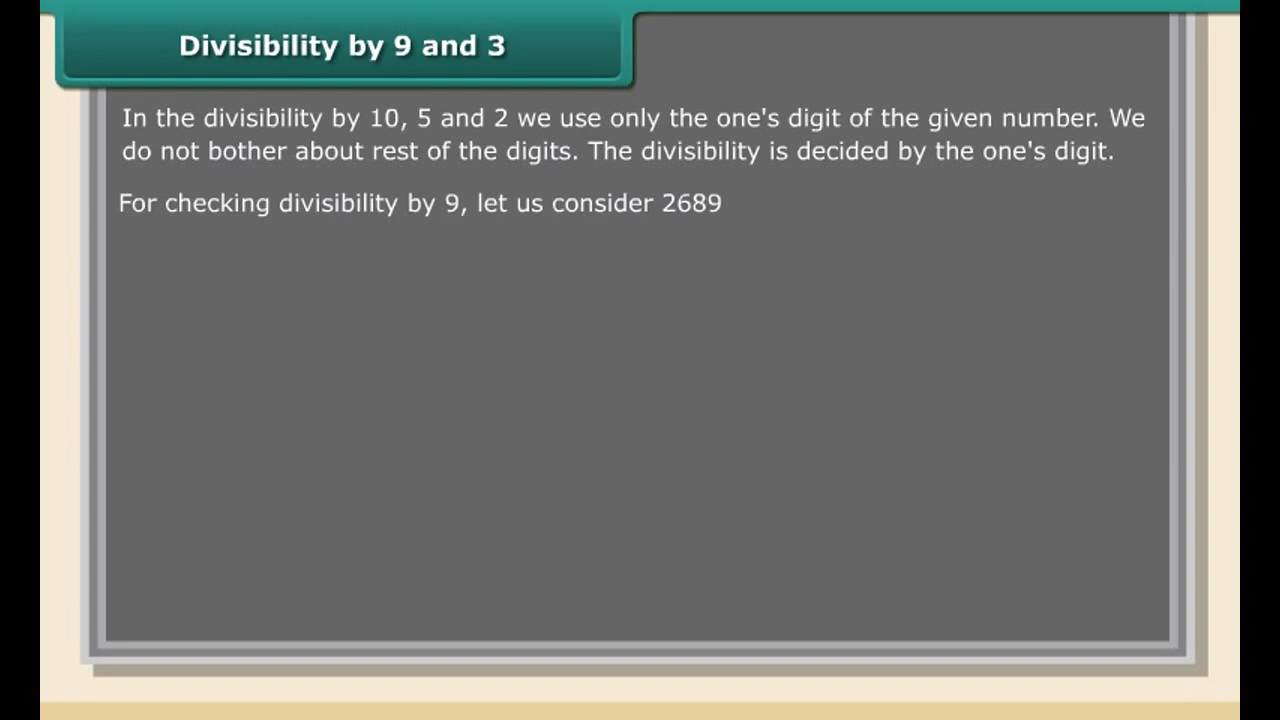 Divisibility by 9 and 3
In the divisibility by 10, 5 and 2 we use only the one's digit of the given number. We
do not bother about rest of the digits. The divisibility is decided by the one's digit.
For checking divisibility by 9, let us consider 2689